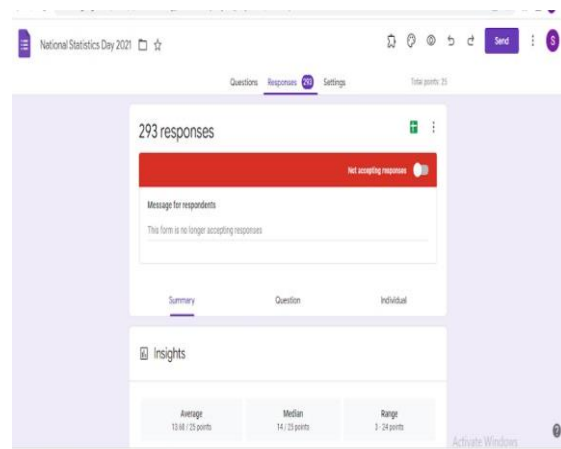 National Statistics Day 2021
Send
S
Questions Responses 293 Settings
Total points: 25
293 responses
Not accepting responses
Message for respondents
This form is no longer accepting responses
Summary Question Individual
Insights
Average Median Range
13.68 / 25 points 14 / 25 points 3 - 24 points
Activate Windows